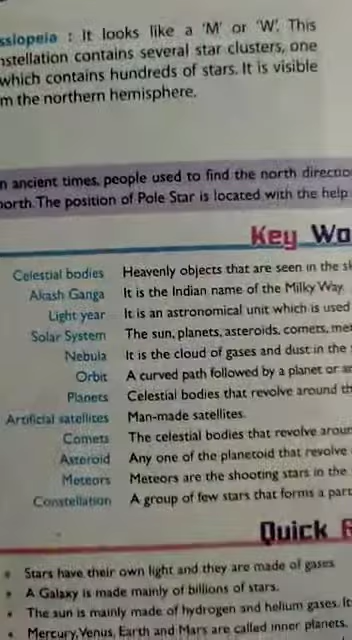 ssiopeia : It looks like a 'M' or 'W'. This
nstellation contains several star clusters, one
which contains hundreds of stars. It is visible
m the northern hemisphere.
n ancient times, people used to find the north directio
north. The position of Pole Star is located with the help
Key Wo
Celestial bodies Heavenly objects that are seen in the sk
Akash Ganga It is the Indian name of the Milky Way.
Light year It is an astronomical unit which is used
Solar System The sun, planets, asteroids, comets, met
Nebula It is the cloud of gases and dust in the
Orbit A curved path followed by a planet or an
Planets Celestial bodies that revolve around th
Artificial satellites Man-made satellites.
Comets The celestial bodies that revolve aroun
Asteroid Any one of the planetoid that revolve
Meteors Meteors are the shooting stars in the
Constellation A group of few stars that forms a part
Quick R
• Stars have their own light and they are made of gases
• A Galaxy is made mainly of billions of stars.
• The sun is mainly made of hydrogen and helium gases. It
• Mercury, Venus, Earth and Mars are called inner planets.